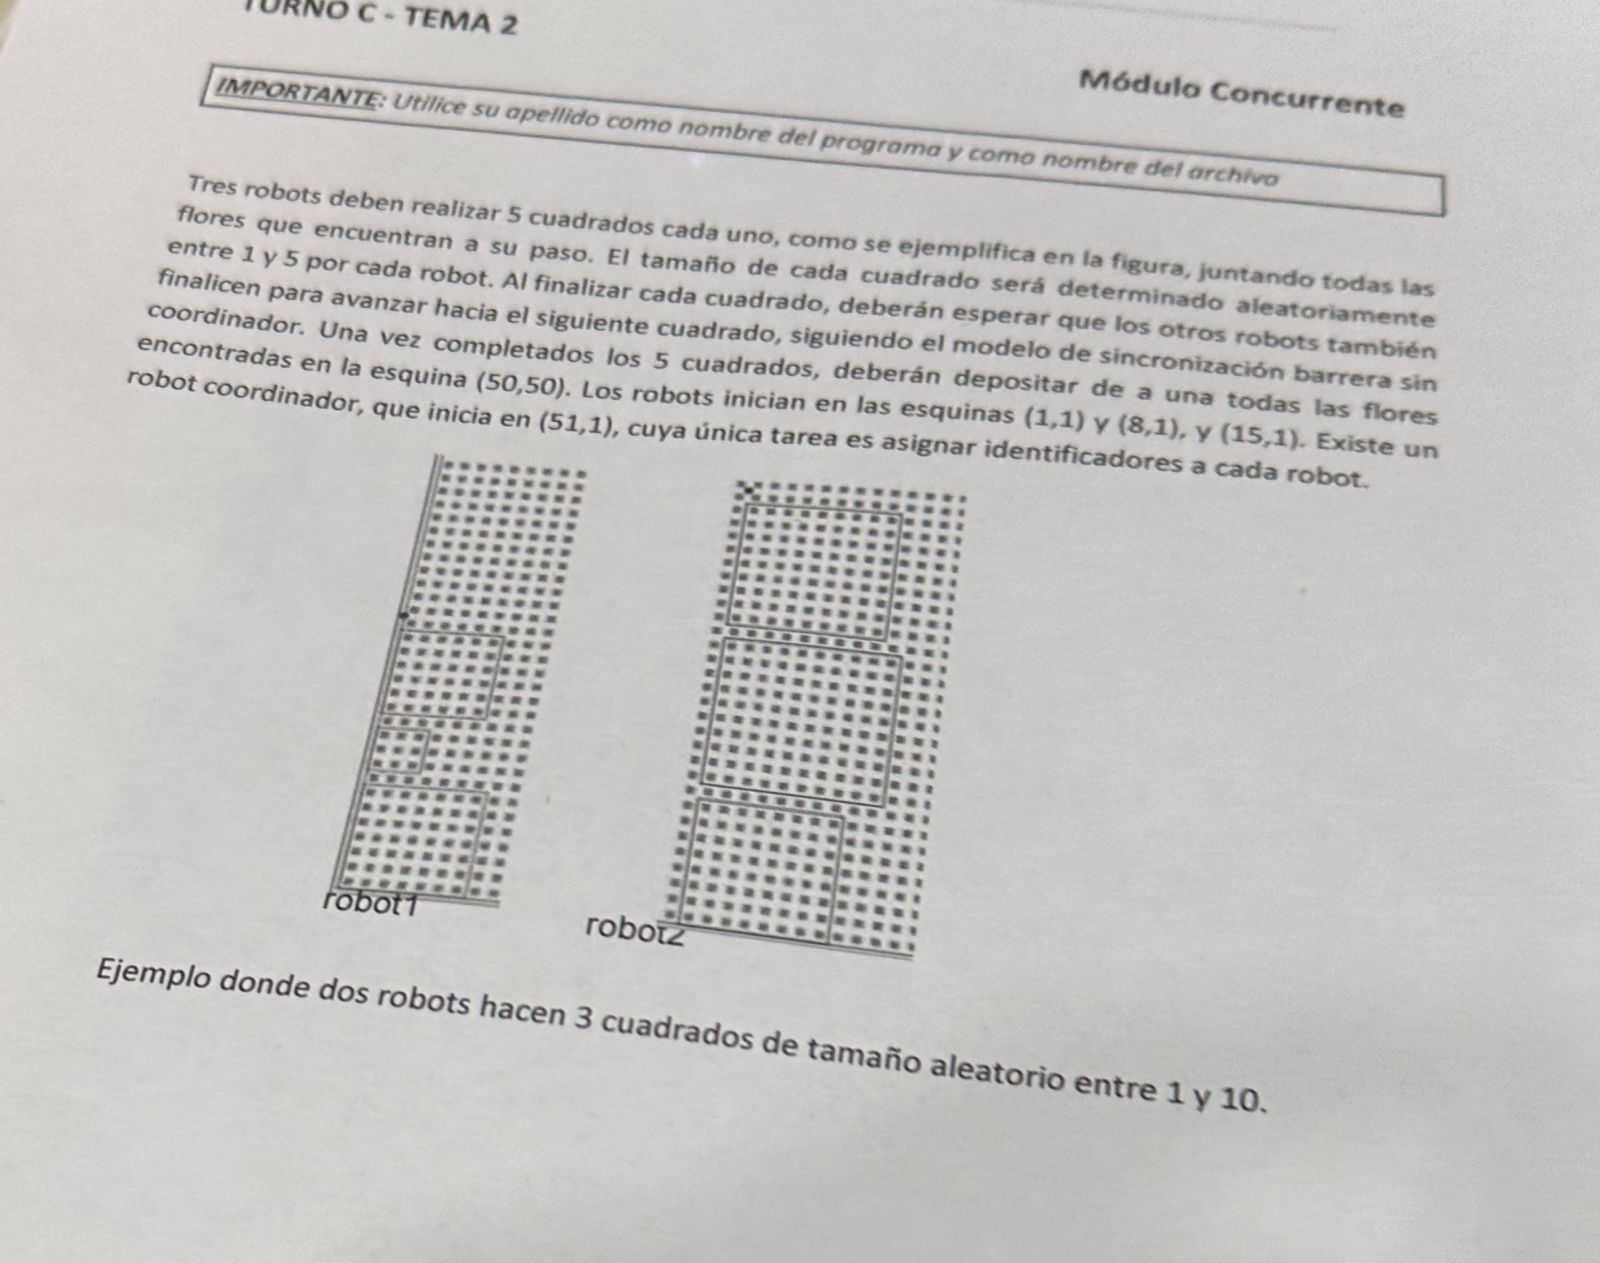 TURNO C - TEMA 2
Módulo Concurrente
IMPORTANTE: Utilice su apellido como nombre del programa y como nombre del archivo
Tres robots deben realizar 5 cuadrados cada uno, como se ejemplifica en la figura, juntando todas las
flores que encuentran a su paso. El tamaño de cada cuadrado será determinado aleatoriamente
entre 1 y 5 por cada robot. Al finalizar cada cuadrado, deberán esperar que los otros robots también
finalicen para avanzar hacia el siguiente cuadrado, siguiendo el modelo de sincronización barrera sin
coordinador. Una vez completados los 5 cuadrados, deberán depositar de a una todas las flores
encontradas en la esquina (50,50). Los robots inician en las esquinas (1,1) y (8,1), y (15,1). Existe un
robot coordinador, que inicia en (51,1), cuya única tarea es asignar identificadores a cada robot.
robot1
robot2
Ejemplo donde dos robots hacen 3 cuadrados de tamaño aleatorio entre 1 y 10.